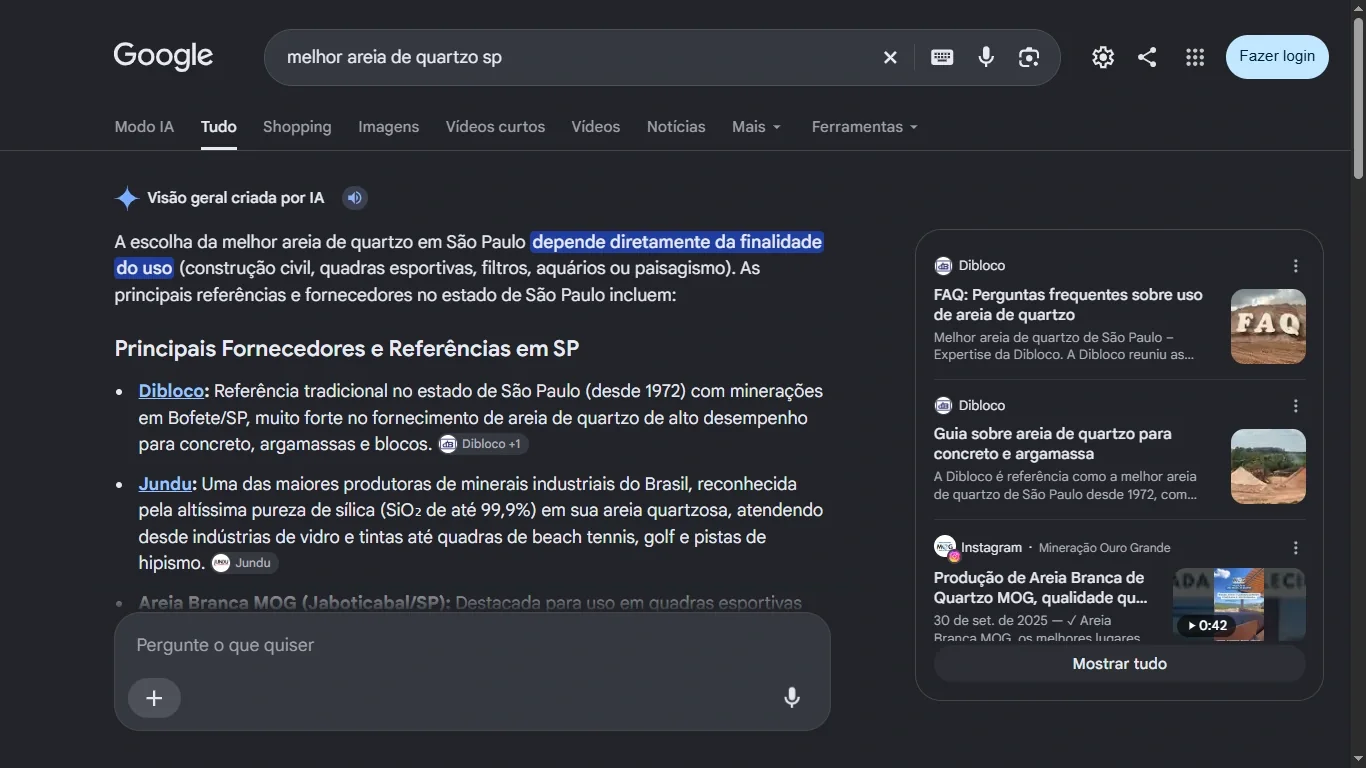 Google
melhor areia de quartzo sp
Fazer login
Modo IA
Tudo
Shopping
Imagens
Vídeos curtos
Vídeos
Notícias
Mais
Ferramentas
Visão geral criada por IA
A escolha da melhor areia de quartzo em São Paulo depende diretamente da finalidade
do uso (construção civil, quadras esportivas, filtros, aquários ou paisagismo). As
principais referências e fornecedores no estado de São Paulo incluem:
Principais Fornecedores e Referências em SP
• Dibloco: Referência tradicional no estado de São Paulo (desde 1972) com minerações
em Bofete/SP, muito forte no fornecimento de areia de quartzo de alto desempenho
para concreto, argamassas e blocos. Dibloco +1
• Jundu: Uma das maiores produtoras de minerais industriais do Brasil, reconhecida
pela altíssima pureza de sílica (SiO₂ de até 99,9%) em sua areia quartzosa, atendendo
desde indústrias de vidro e tintas até quadras de beach tennis, golf e pistas de
hipismo. Jundu
• Areia Branca MOG (Jaboticabal/SP): Destacada para uso em quadras esportivas
Pergunte o que quiser
Dibloco
FAQ: Perguntas frequentes sobre uso
de areia de quartzo
Melhor areia de quartzo de São Paulo –
Expertise da Dibloco. A Dibloco reuniu as...
FAQ
Dibloco
Guia sobre areia de quartzo para
concreto e argamassa
A Dibloco é referência como a melhor areia
de quartzo de São Paulo desde 1972, com...
Instagram · Mineração Ouro Grande
Produção de Areia Branca de
Quartzo MOG, qualidade qu...
30 de set. de 2025 — ✓ Areia
Branca MOG, os melhores lugares
0:42
Mostrar tudo